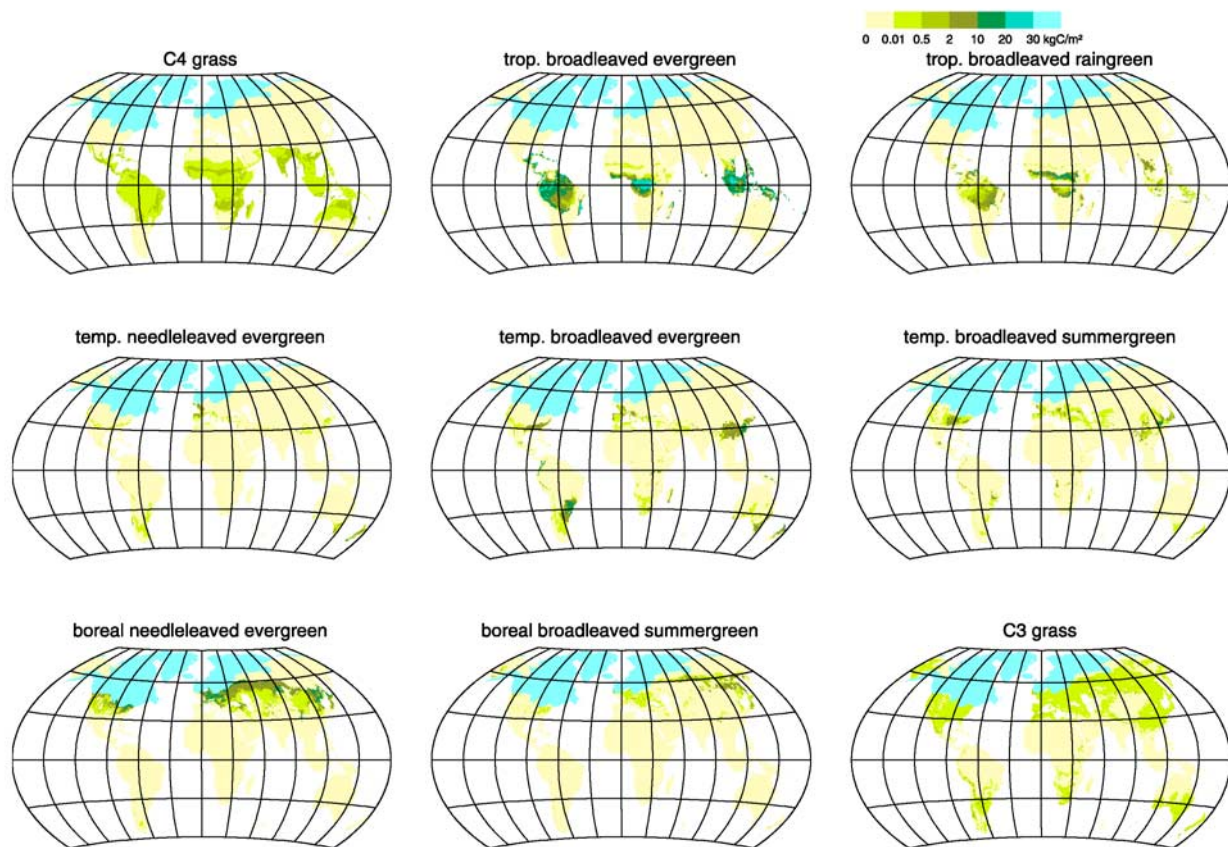 0 0.01 0.5 2 10 20 30 kgC/m²
C4 grass
trop. broadleaved evergreen
trop. broadleaved raingreen
temp. needleleaved evergreen
temp. broadleaved evergreen
temp. broadleaved summergreen
boreal needleleaved evergreen
boreal broadleaved summergreen
C3 grass